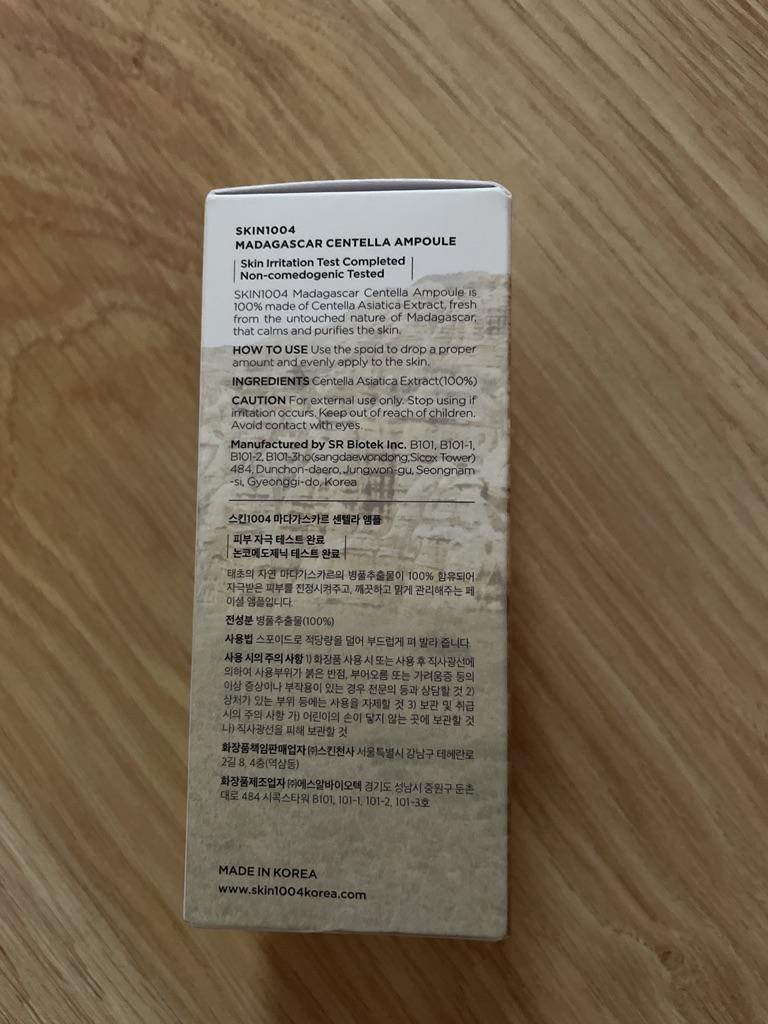 SKIN1004
MADAGASCAR CENTELLA AMPOULE
Skin Irritation Test Completed
Non-comedogenic Tested
SKIN1004 Madagascar Centella Ampoule is
100% made of Centella Asiatica Extract, fresh
from the untouched nature of Madagascar,
that calms and purifies the skin.
HOW TO USE Use the spoid to drop a proper
amount and evenly apply to the skin.
INGREDIENTS Centella Asiatica Extract(100%)
CAUTION For external use only. Stop using if
irritation occurs. Keep out of reach of children.
Avoid contact with eyes.
Manufactured by SR Biotek Inc. B101, B101-1,
B101-2, B101-3ho(sangdaewondong,Sicox Tower)
484, Dunchon-daero, Jungwon-gu, Seongnam
-si, Gyeonggi-do, Korea
스킨1004 마다가스카르 센텔라 앰플
피부 자극 테스트 완료
논코메도제닉 테스트 완료
태초의 자연 마다가스카르의 병풀추출물이 100% 함유되어
자극받은 피부를 진정시켜주고, 깨끗하고 맑게 관리해주는 페
이셜 앰플입니다.
전성분 병풀추출물(100%)
사용법 스포이드로 적당량을 덜어 부드럽게 펴 발라 줍니다.
사용 시의 주의 사항 1) 화장품 사용 시 또는 사용 후 직사광선에
의하여 사용부위가 붉은 반점, 부어오름 또는 가려움증 등의
이상 증상이나 부작용이 있는 경우 전문의 등과 상담할 것 2)
상처가 있는 부위 등에는 사용을 자제할 것 3) 보관 및 취급
시의 주의 사항 가) 어린이의 손이 닿지 않는 곳에 보관할 것
나) 직사광선을 피해 보관할 것
화장품책임판매업자 ㈜스킨천사 서울특별시 강남구 테헤란로
2길 8, 4층(역삼동)
화장품제조업자 ㈜에스알바이오텍 경기도 성남시 중원구 둔촌
대로 484 시콕스타워 B101, 101-1, 101-2, 101-3호
MADE IN KOREA
www.skin1004korea.com